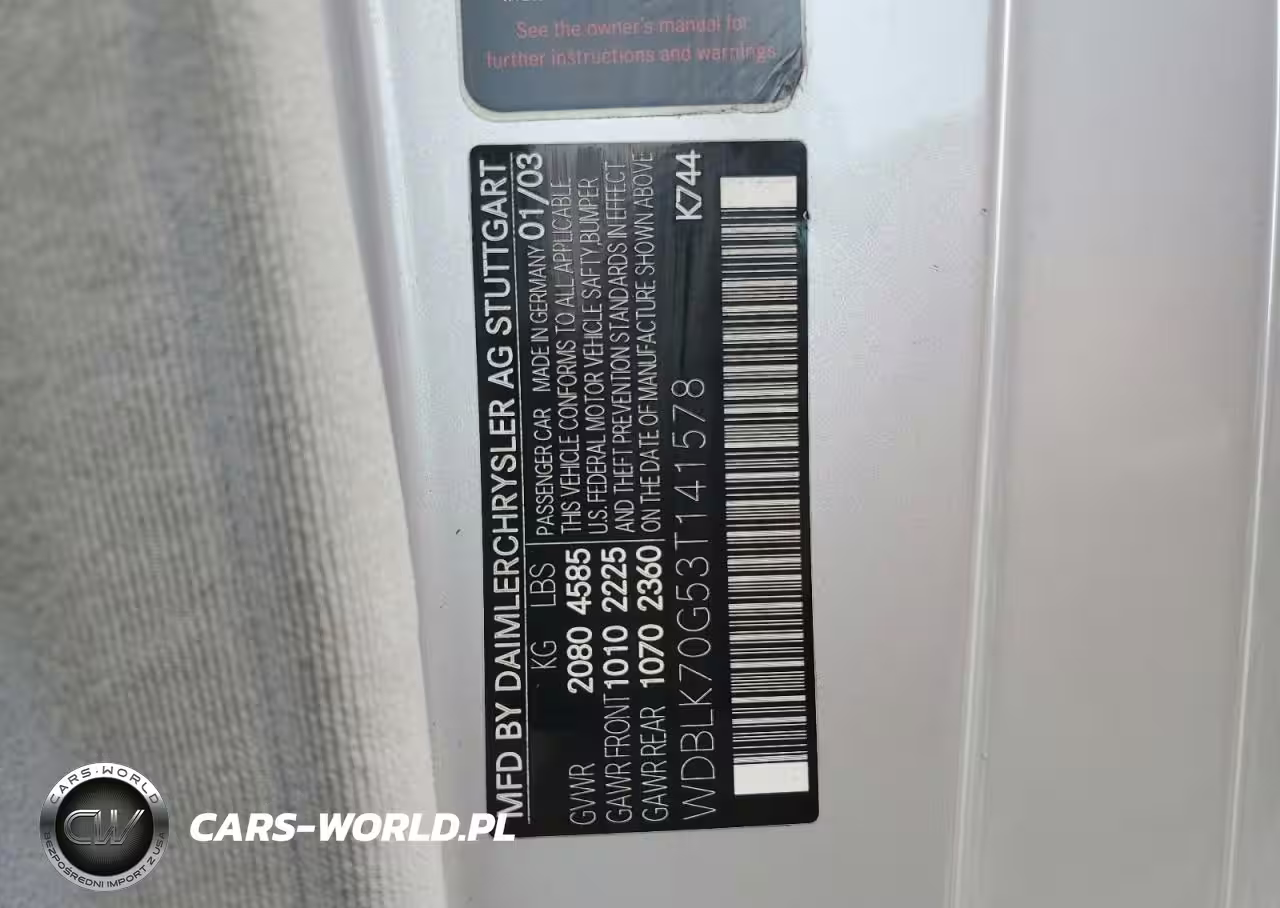 See the owner's manual for
further instructions and warnings
MFD BY DAIMLERCHRYSLER AG STUTTGART
KG LBS PASSENGER CAR MADE IN GERMANY 01/03
GVWR 2080 4585 THIS VEHICLE CONFORMS TO ALL APPLICABLE
U.S. FEDERAL MOTOR VEHICLE SAFTY, BUMPER
GAWR FRONT 1010 2225 AND THEFT PREVENTION STANDARDS IN EFFECT
GAWR REAR 1070 2360 ON THE DATE OF MANUFACTURE SHOWN ABOVE
WDBLK70G53T141578 K744
CARS-WORLD
CW
BEZPOŚREDNI IMPORT Z USA
CARS-WORLD.PL